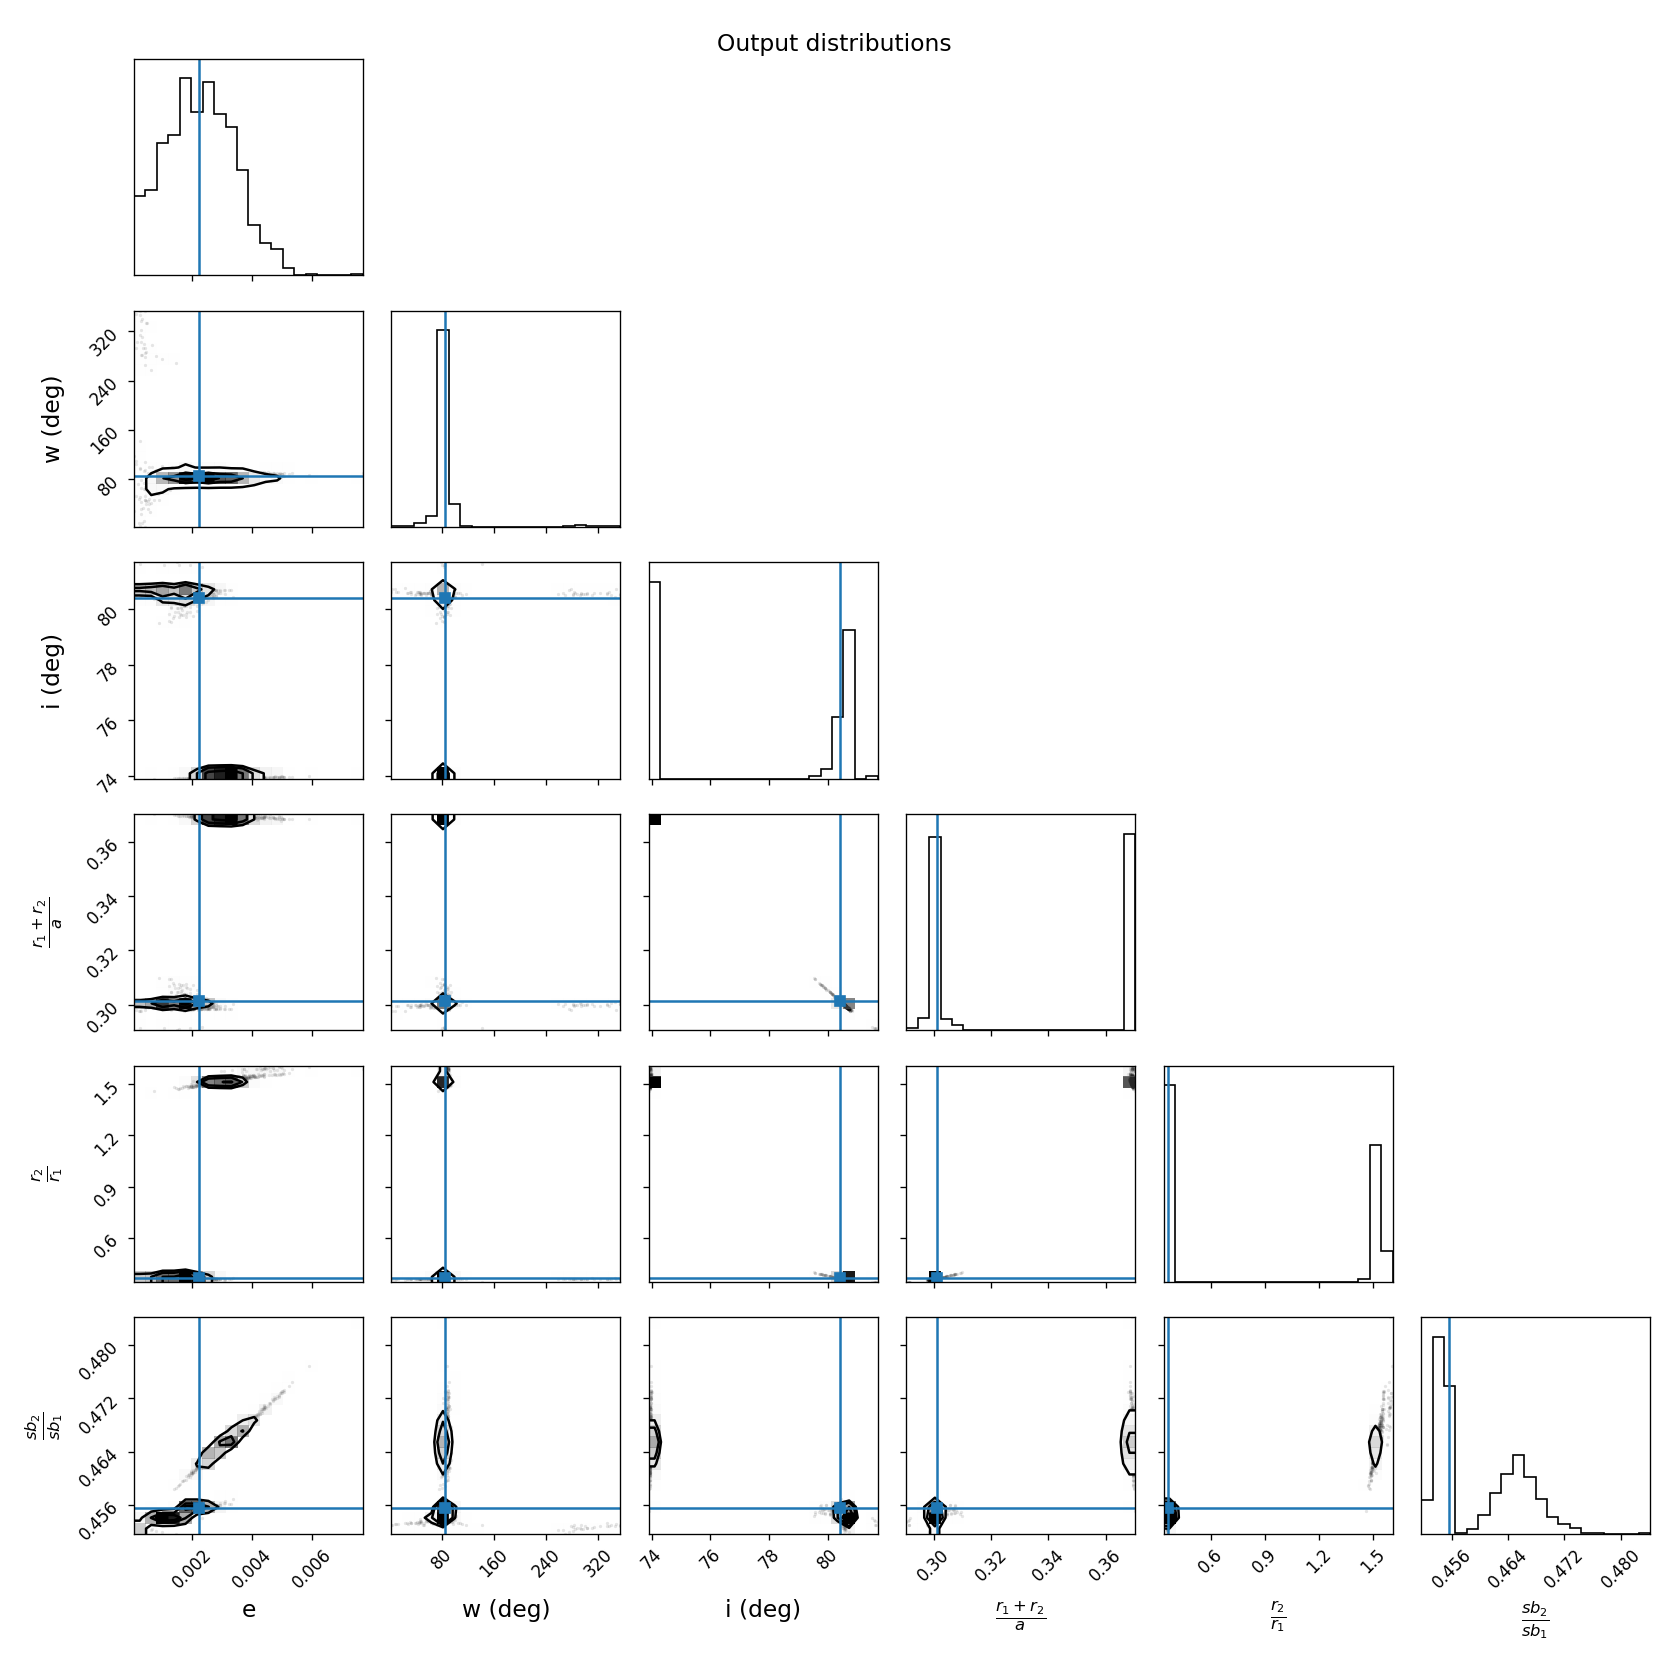 Output distributions
320
240
160
80
w (deg)
80
78
76
74
i (deg)
0.36
0.34
0.32
0.30
r₁ + r₂
a
1.5
1.2
0.9
0.6
r₂
r₁
0.480
0.472
0.464
0.456
sb₂
sb₁
0.002 0.004 0.006
80 160 240 320
74 76 78 80
0.30 0.32 0.34 0.36
0.6 0.9 1.2 1.5
0.456 0.464 0.472 0.480
e
w (deg)
i (deg)
r₁ + r₂
a
r₂
r₁
sb₂
sb₁